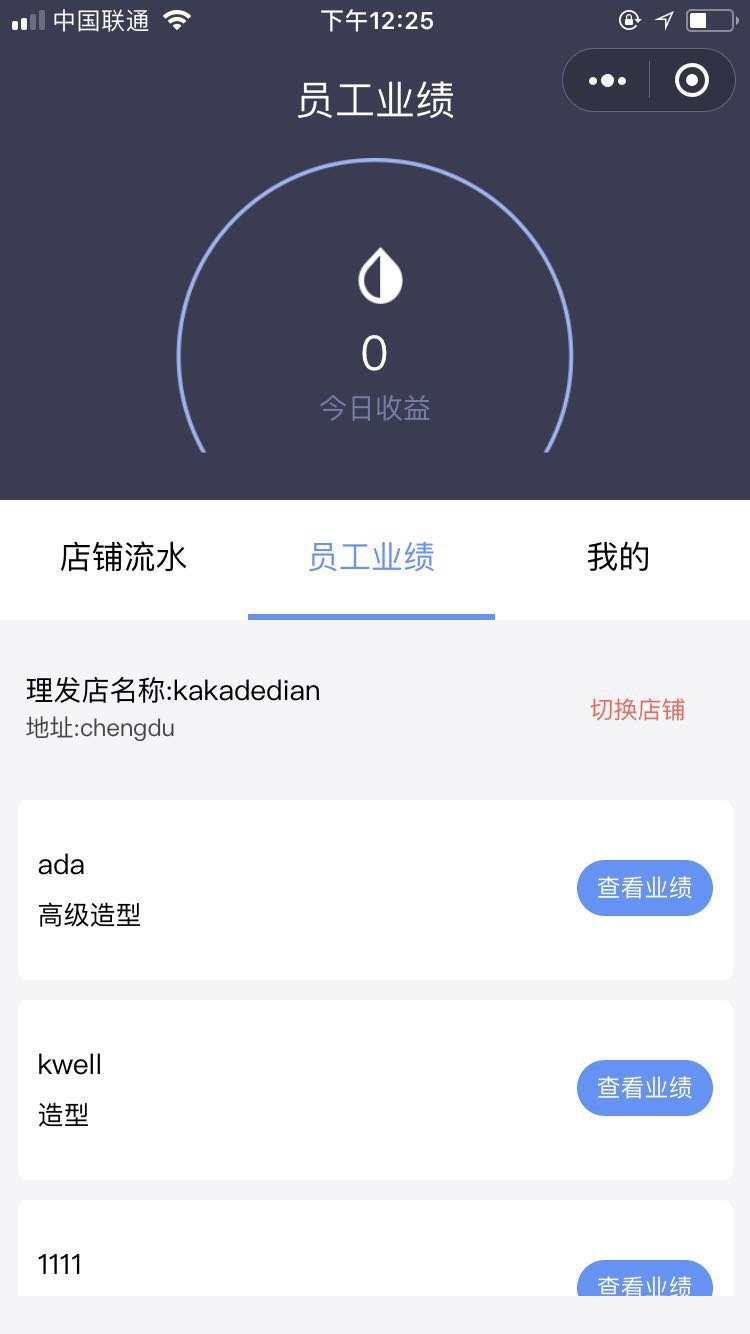 中国联通 下午12:25
员工业绩
0
今日收益
店铺流水 员工业绩 我的
理发店名称:kakadedian
地址:chengdu
切换店铺
ada
高级造型
查看业绩
kwell
造型
查看业绩
1111
查看业绩